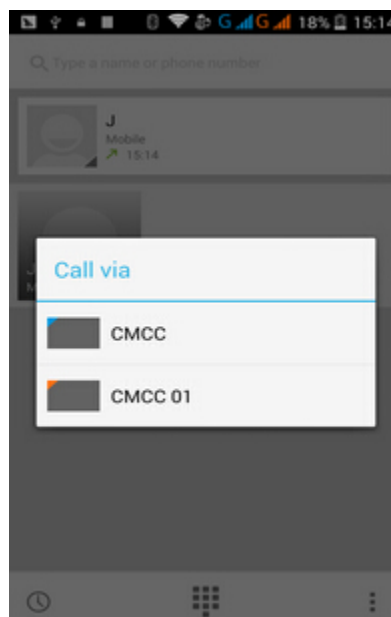 G G 18% 15:14
Type a name or phone number
J
Mobile
15:14
Call via
CMCC
CMCC 01